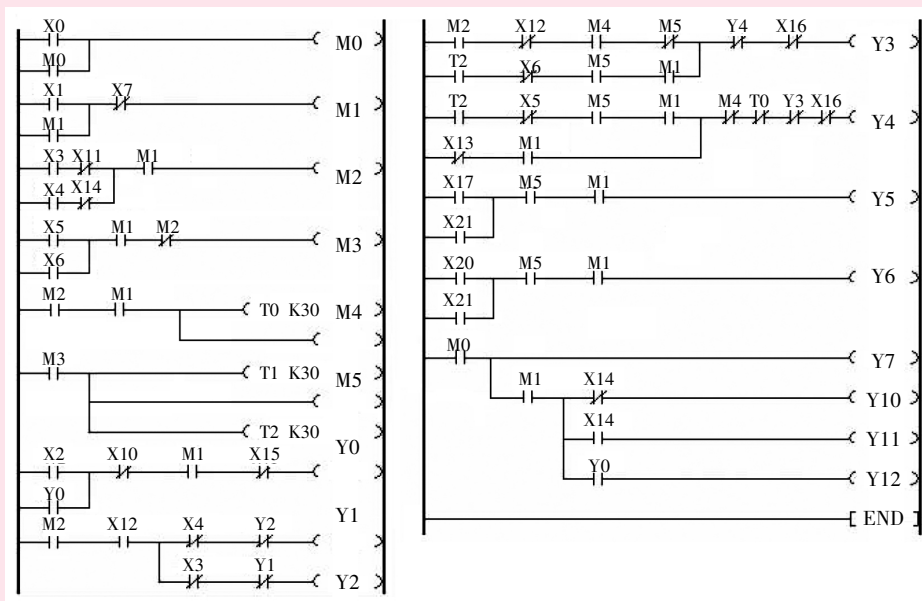 X0
M0
M0
X1 X7
M1
M1
X3 X11 M1
M2
X4 X14
X5 M1 M2
M3
X6
M2 M1
T0 K30 M4
M3
T1 K30 M5
T2 K30
Y0
X2 X10 M1 X15
Y0
Y1
M2 X12 X4 Y2
X3 Y1
Y2
M2 X12 M4 M5 Y4 X16
Y3
T2 X6 M5 M1
T2 X5 M5 M1 M4 T0 Y3 X16
Y4
X13 M1
X17 M5 M1
Y5
X21
X20 M5 M1
Y6
X21
M0
Y7
M1 X14
Y10
X14
Y11
Y0
Y12
END